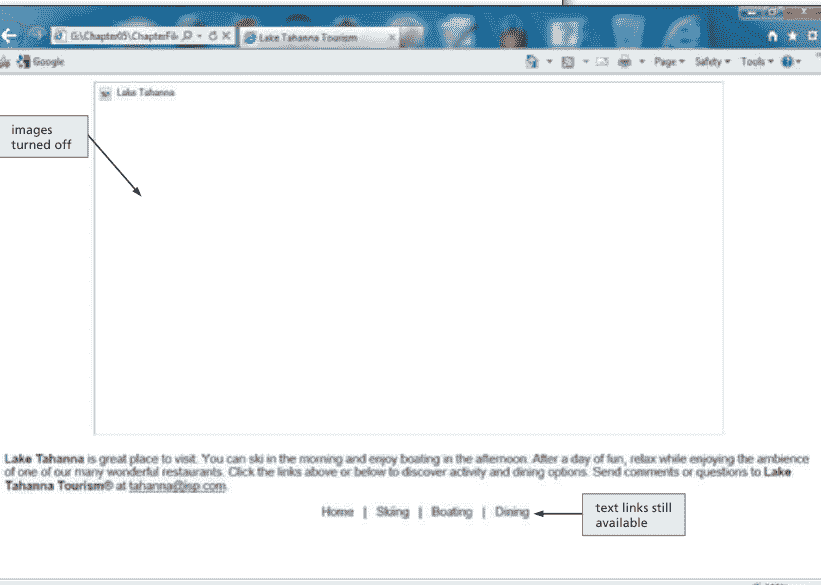 G:\Chapter05\ChapterFil
Lake Tahanna Tourism
Google
Page
Safety
Tools
Lake Tahanna
images
turned off
Lake Tahanna is great place to visit. You can ski in the morning and enjoy boating in the afternoon. After a day of fun, relax while enjoying the ambience
of one of our many wonderful restaurants. Click the links above or below to discover activity and dining options. Send comments or questions to Lake
Tahanna Tourism© at tahanna@isp.com.
Home | Skiing | Boating | Dining
text links still
available